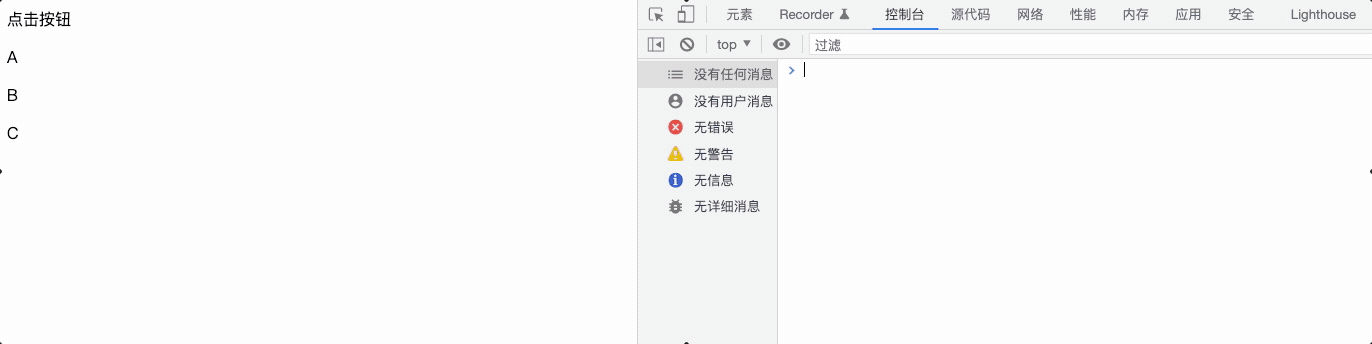 点击按钮
A
B
C
元素 Recorder 控制台 源代码 网络 性能 内存 应用 安全 Lighthouse
top 过滤
没有任何消息
没有用户消息
无错误
无警告
无信息
无详细消息